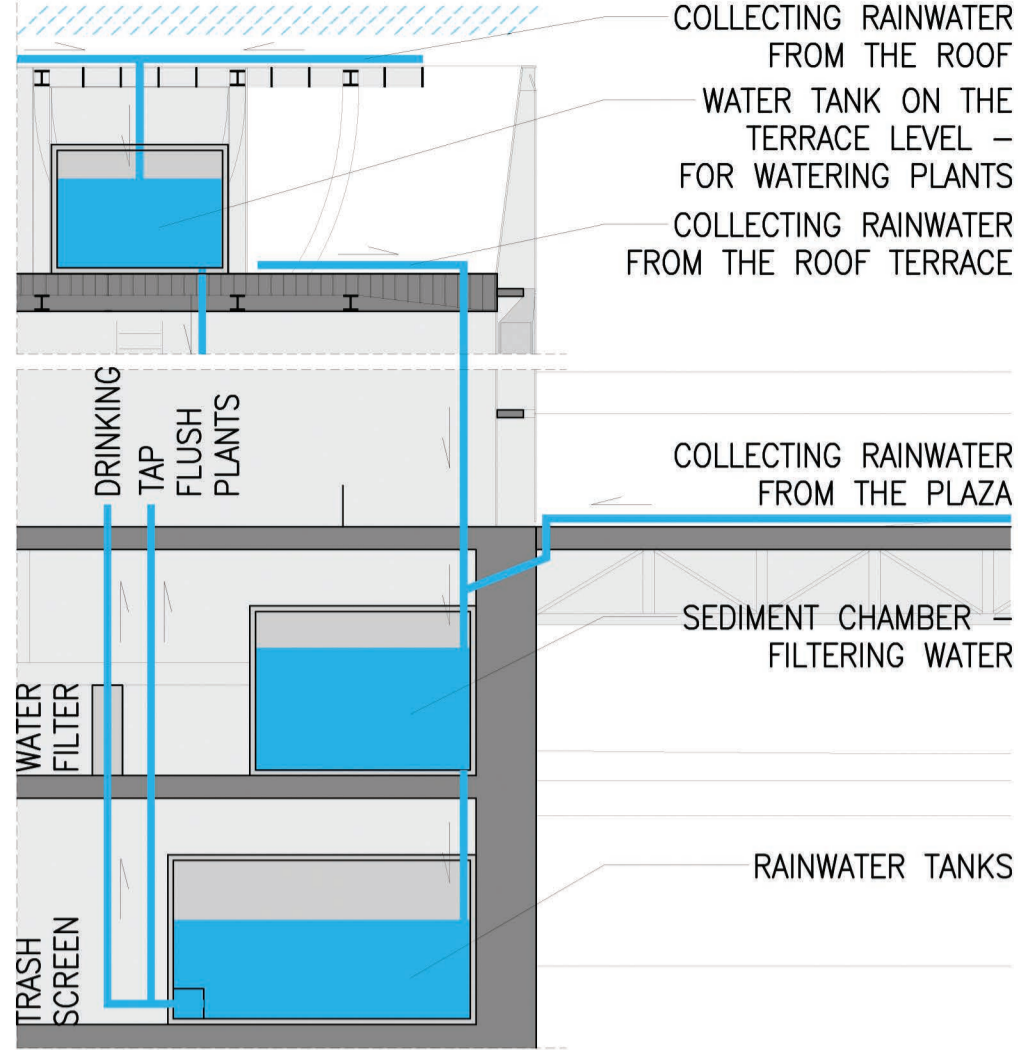 COLLECTING RAINWATER
FROM THE ROOF
WATER TANK ON THE
TERRACE LEVEL –
FOR WATERING PLANTS
COLLECTING RAINWATER
FROM THE ROOF TERRACE
DRINKING
TAP
FLUSH
PLANTS
COLLECTING RAINWATER
FROM THE PLAZA
SEDIMENT CHAMBER –
FILTERING WATER
WATER
FILTER
RAINWATER TANKS
TRASH
SCREEN